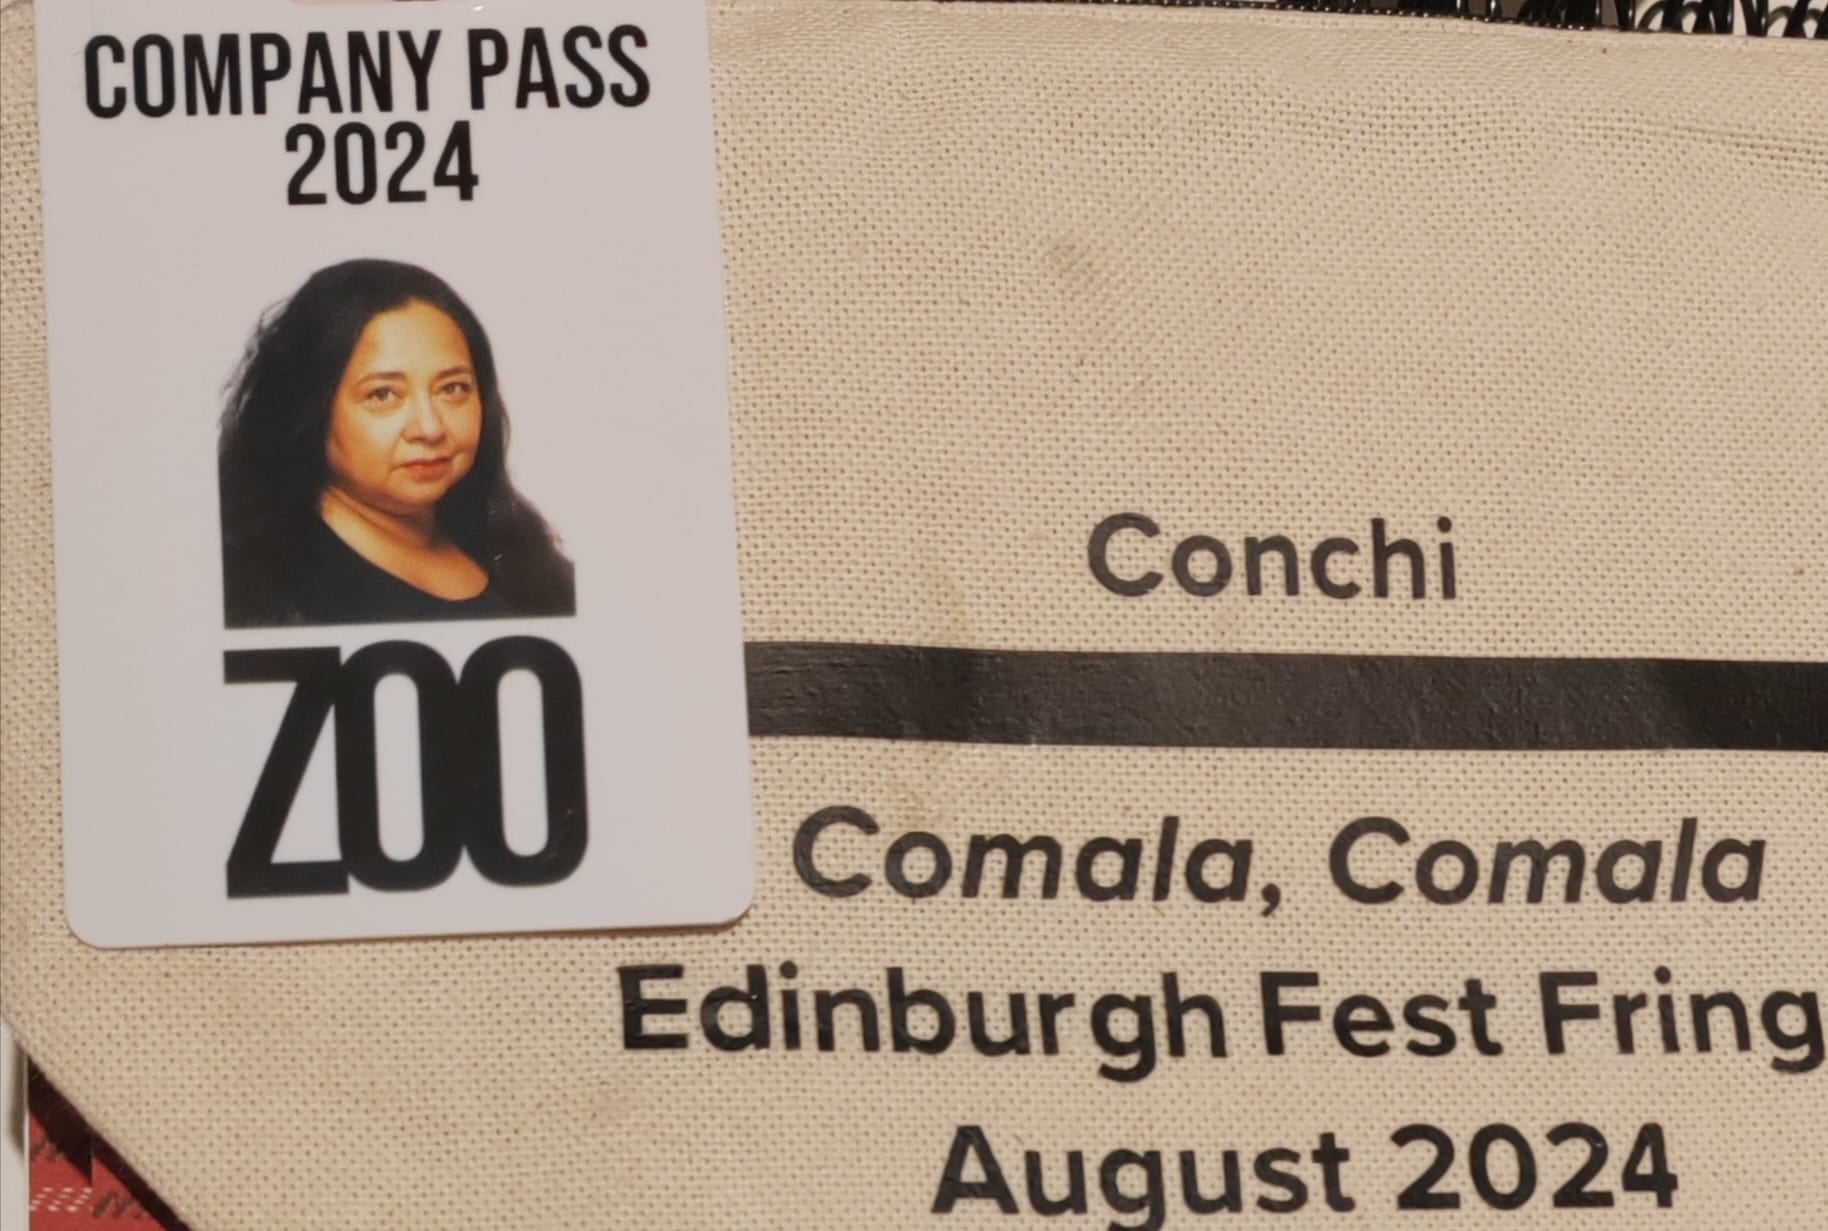 COMPANY PASS
2024
ZOO
Conchi
Comala, Comala
Edinburgh Fest Fring
August 2024